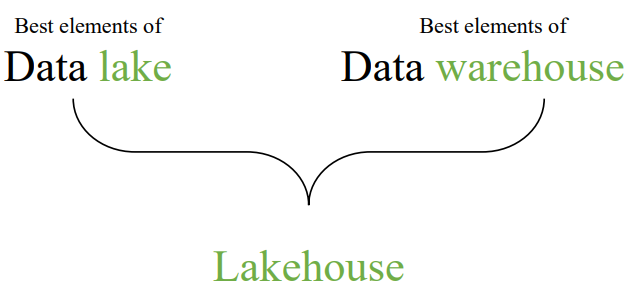 Best elements of
Data lake
Best elements of
Data warehouse
Lakehouse